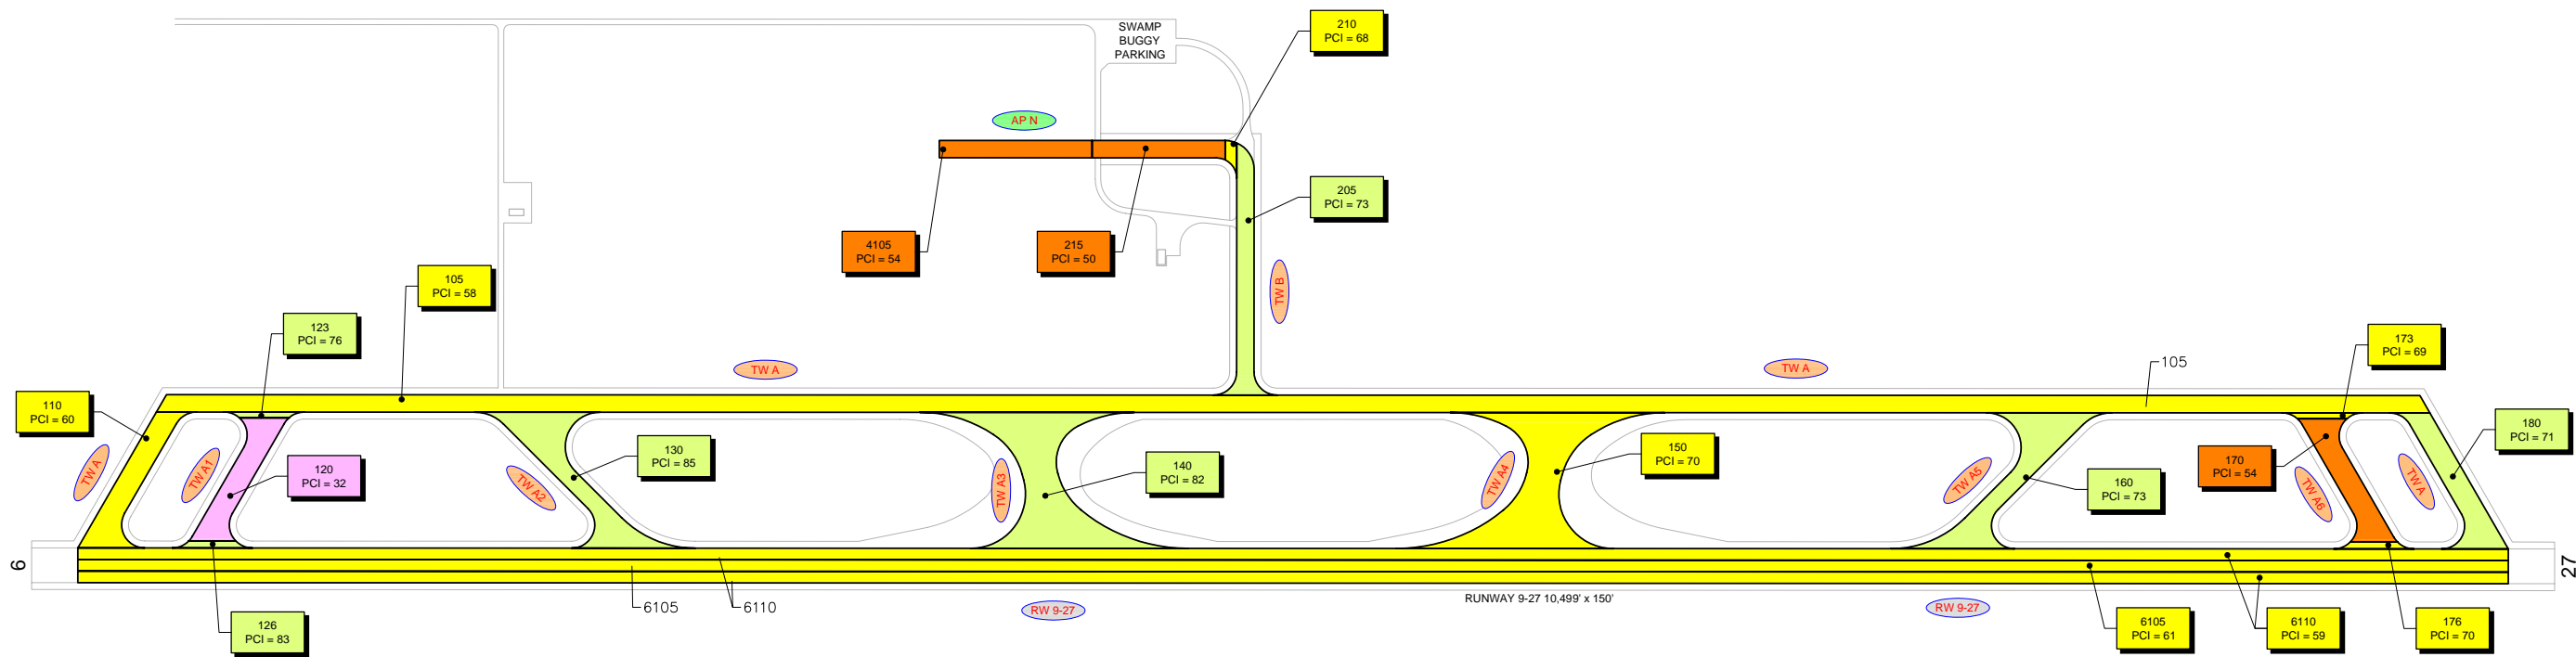 SWAMP
BUGGY
PARKING
210
PCI = 68
AP N
205
PCI = 73
4105
PCI = 54
215
PCI = 50
105
PCI = 58
TW B
123
PCI = 76
173
PCI = 69
TW A
TW A
105
110
PCI = 60
180
PCI = 71
TW A
TW A1
120
PCI = 32
TW A2
130
PCI = 85
TW A3
140
PCI = 82
TW A4
150
PCI = 70
TW A5
160
PCI = 73
170
PCI = 54
TW A6
TW A
9
27
6105
6110
RW 9-27
RUNWAY 9-27 10,499' x 150'
RW 9-27
126
PCI = 83
6105
PCI = 61
6110
PCI = 59
176
PCI = 70